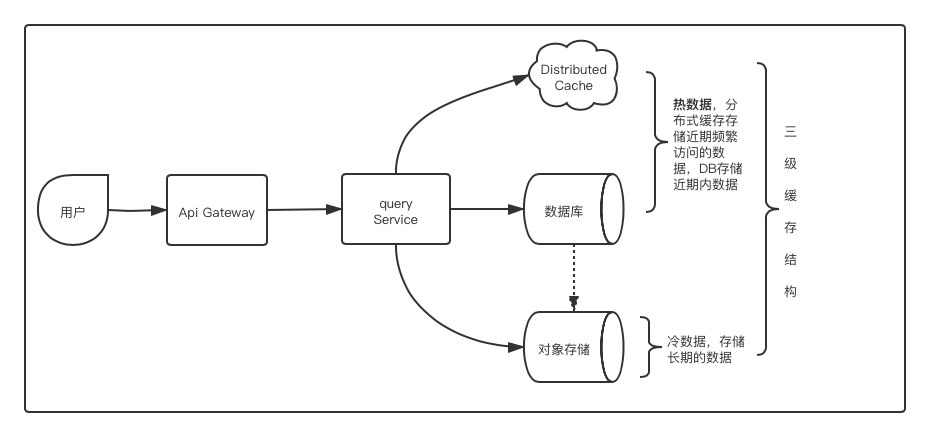 Distributed
Cache
热数据，分
布式缓存存
储近期频繁
访问的数
据，DB存储
近期内数据
三
级
缓
存
结
构
用户
Api Gateway
query
Service
数据库
对象存储
冷数据，存储
长期的数据